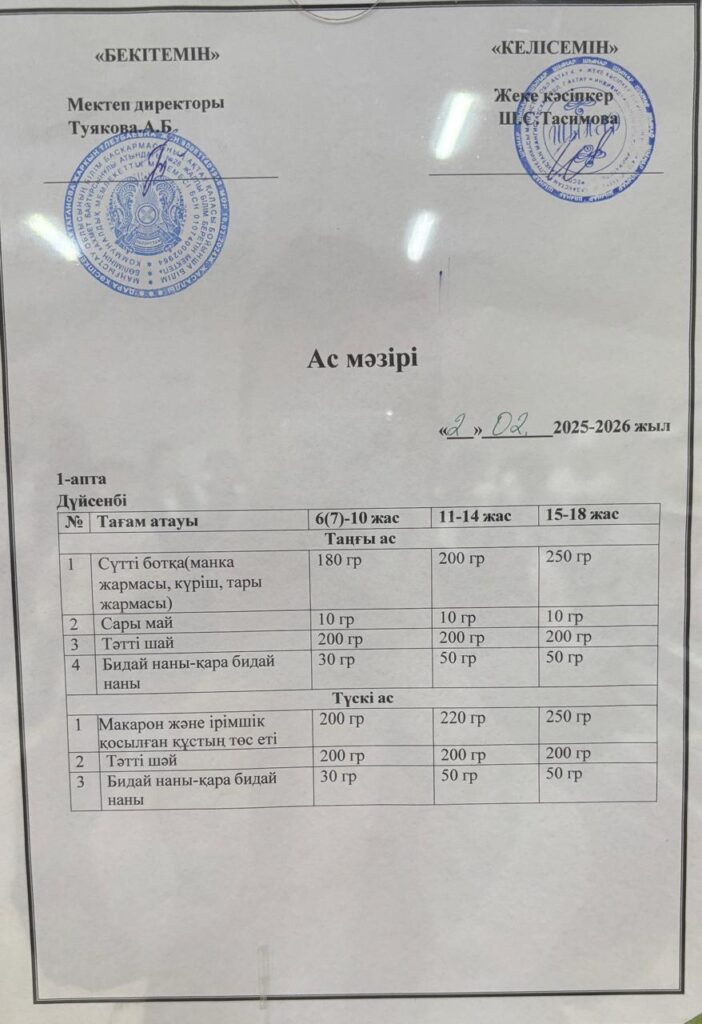 «БЕКІТЕМІН»
«КЕЛІСЕМІН»
Мектеп директоры
Туякова.А.Б.
Жеке кәсіпкер
Ш.С.Тасимова
ШЫНАР
Ас мәзірі
«2» 02. 2025-2026 жыл
1-апта
Дүйсенбі
№ Тағам атауы 6(7)-10 жас 11-14 жас 15-18 жас
Таңғы ас
1 Сүтті ботқа(манка 180 гр 200 гр 250 гр
жармасы, күріш, тары
жармасы)
2 Сары май 10 гр 10 гр 10 гр
3 Тәтті шай 200 гр 200 гр 200 гр
4 Бидай наны-қара бидай 30 гр 50 гр 50 гр
наны
Түскі ас
1 Макарон және ірімшік 200 гр 220 гр 250 гр
қосылған құстың төс еті
2 Тәтті шәй 200 гр 200 гр 200 гр
3 Бидай наны-қара бидай 30 гр 50 гр 50 гр
наны